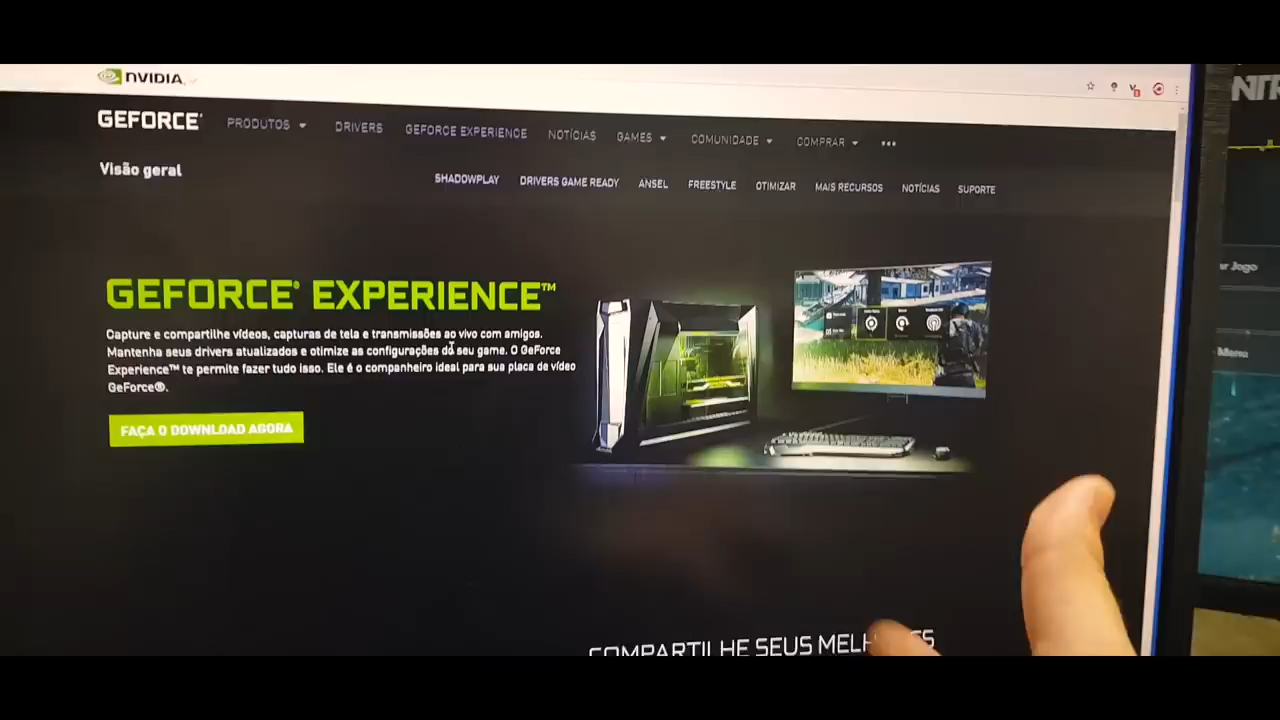 NVIDIA
GEFORCE PRODUTOS DRIVERS GEFORCE EXPERIENCE NOTÍCIAS GAMES COMUNIDADE COMPRAR
Visão geral
SHADOWPLAY DRIVERS GAME READY ANSEL FREESTYLE OTIMIZAR MAIS RECURSOS NOTÍCIAS SUPORTE
GEFORCE® EXPERIENCE™
Capture e compartilhe vídeos, capturas de tela e transmissões ao vivo com amigos.
Mantenha seus drivers atualizados e otimize as configurações do seu game. O GeForce
Experience™ te permite fazer tudo isso. Ele é o companheiro ideal para sua placa de vídeo
GeForce®.
FAÇA O DOWNLOAD AGORA
COMPARTILHE SEUS
Jogo
Menu